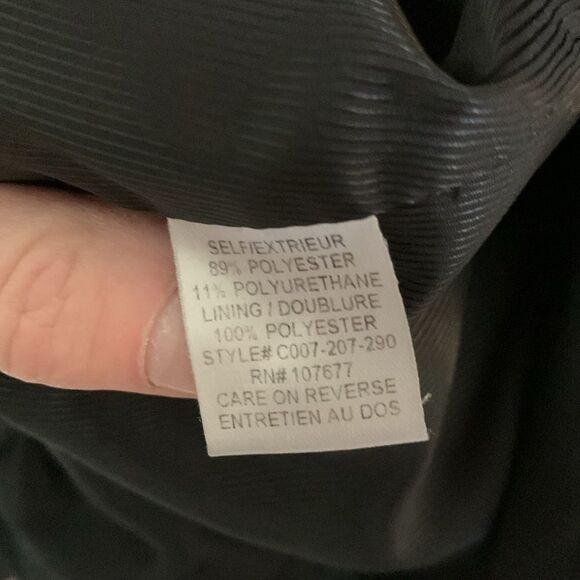 SELF/EXTRIEUR
89% POLYESTER
11% POLYURETHANE
LINING / DOUBLURE
100% POLYESTER
STYLE# C007-207-290
RN# 107677
CARE ON REVERSE
ENTRETIEN AU DOS